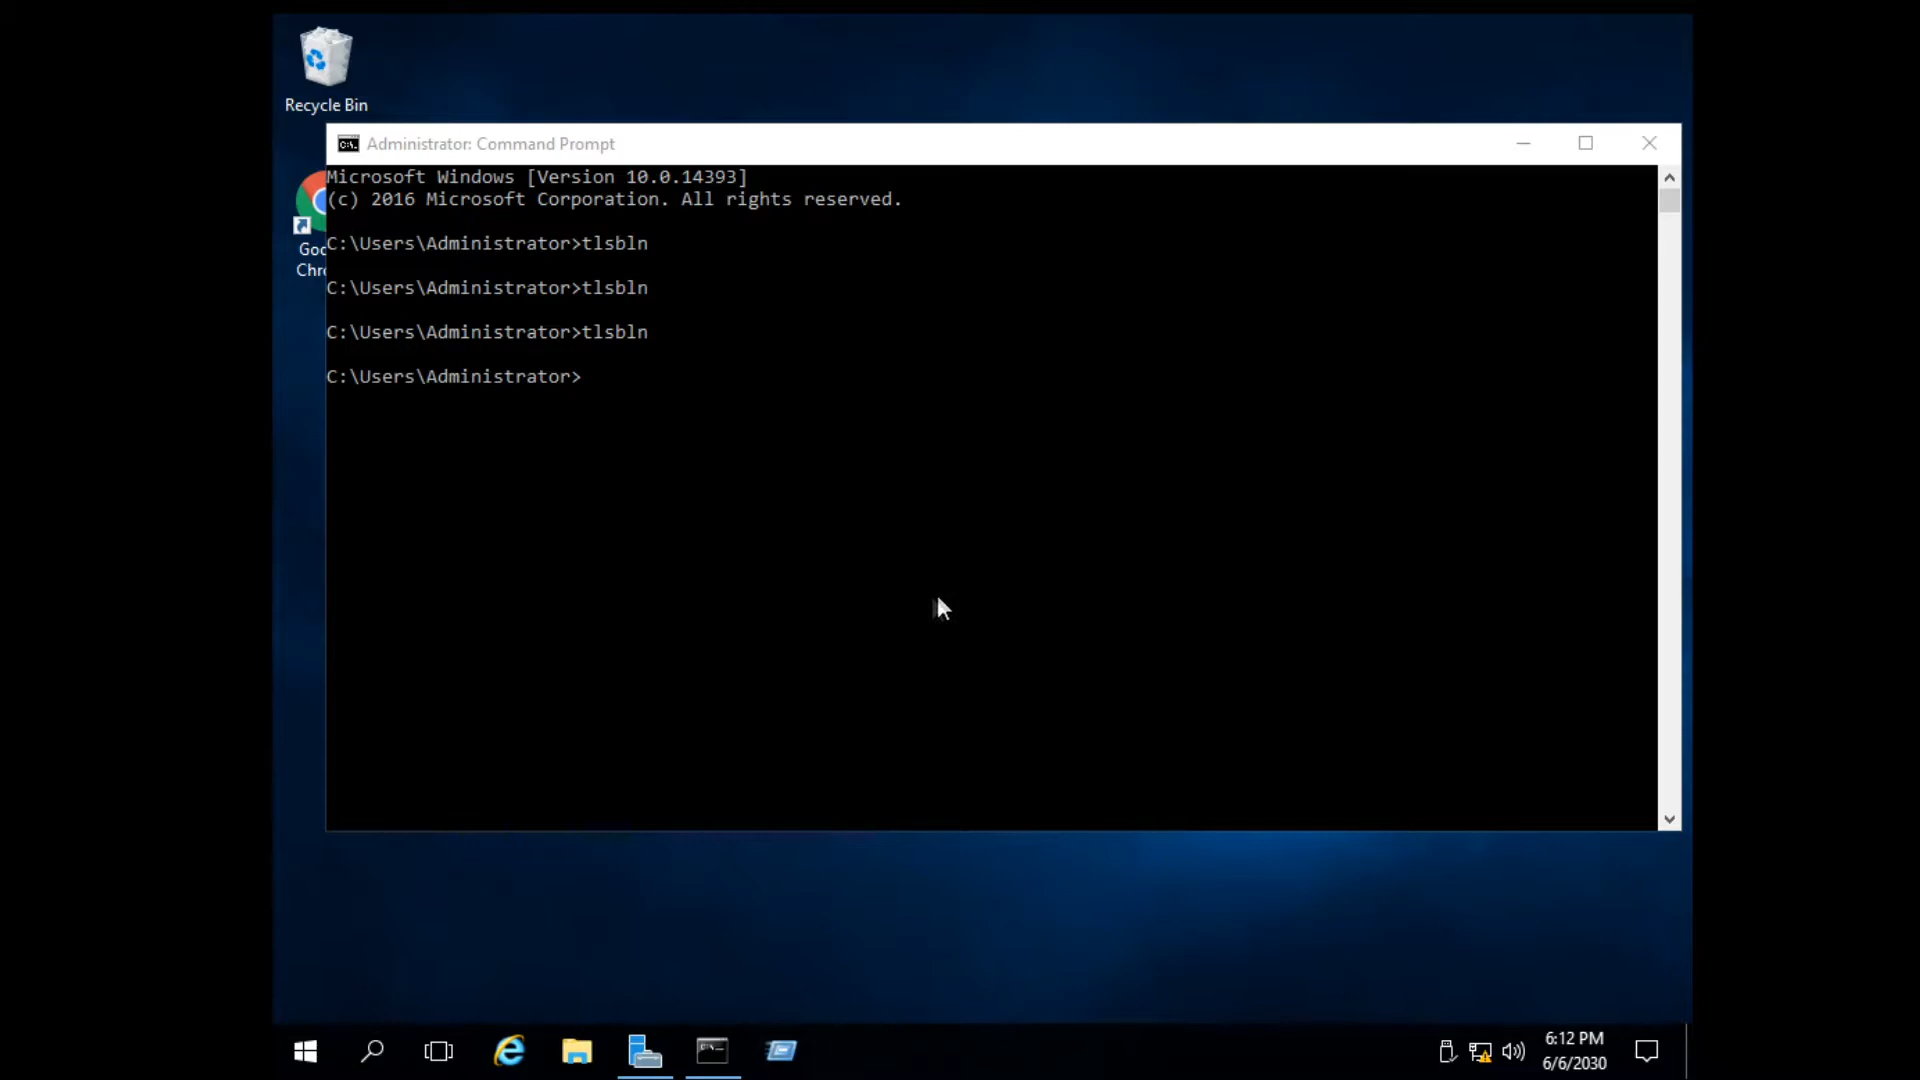 Recycle Bin
Administrator: Command Prompt
Microsoft Windows [Version 10.0.14393]
(c) 2016 Microsoft Corporation. All rights reserved.
C:\Users\Administrator>tlsbln
C:\Users\Administrator>tlsbln
C:\Users\Administrator>tlsbln
C:\Users\Administrator>
6:12 PM
6/6/2030